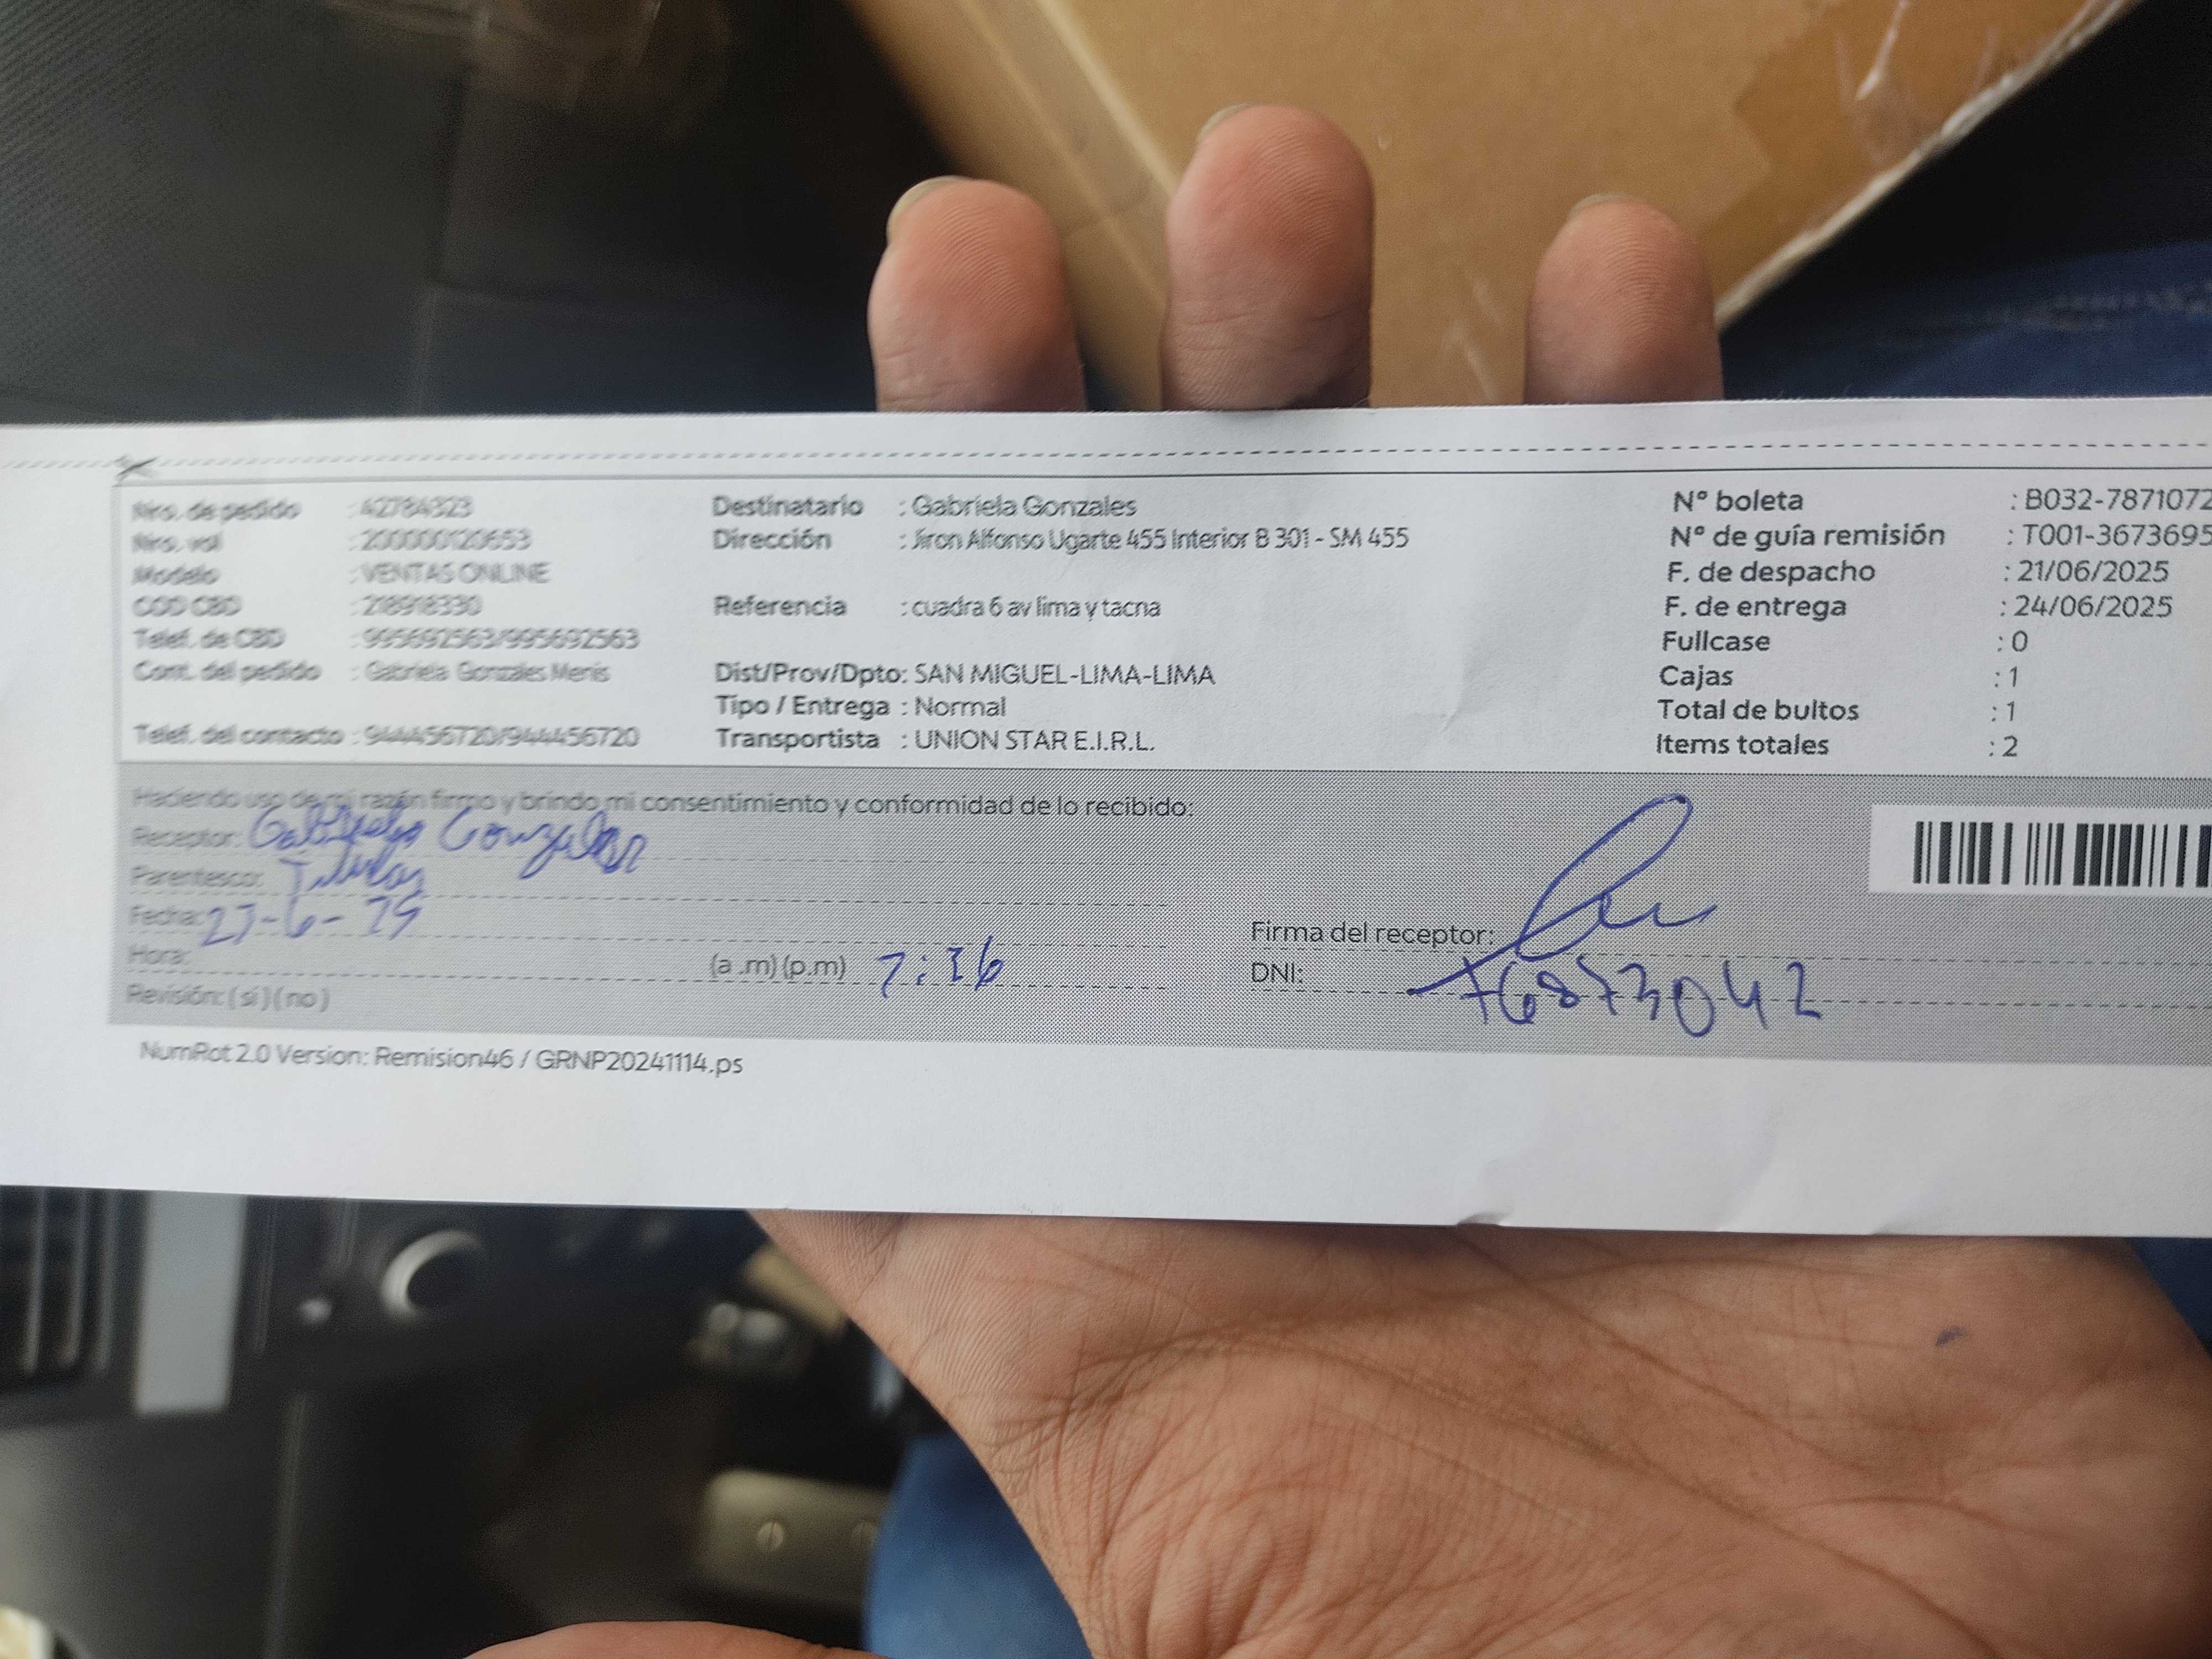 Nro. de pedido : 42784323
Nro. vol : 200000120653
Modelo : VENTAS ONLINE
COD CBD : 218918330
Telef. de CBD : 995692563/995692563
Cont. del pedido : Gabriela Gonzales Menis
Telef. del contacto : 944456720/944456720
Destinatario : Gabriela Gonzales
Dirección : Jiron Alfonso Ugarte 455 Interior B 301 - SM 455
Referencia : cuadra 6 av lima y tacna
Dist/Prov/Dpto: SAN MIGUEL-LIMA-LIMA
Tipo / Entrega : Normal
Transportista : UNION STAR E.I.R.L.
Nº boleta : B032-7871072
Nº de guía remisión : T001-3673695
F. de despacho : 21/06/2025
F. de entrega : 24/06/2025
Fullcase : 0
Cajas : 1
Total de bultos : 1
Items totales : 2
Haciendo uso de mi razón firmo y brindo mi consentimiento y conformidad de lo recibido:
Receptor: Gabriela Gonzales
Parentesco: Titular
Fecha:
Hora: (a .m) (p.m) 7:36
Revisión: (si) (no)
Firma del receptor:
DNI: 76873042
NumRot 2.0 Version: Remision46 / GRNP20241114.ps